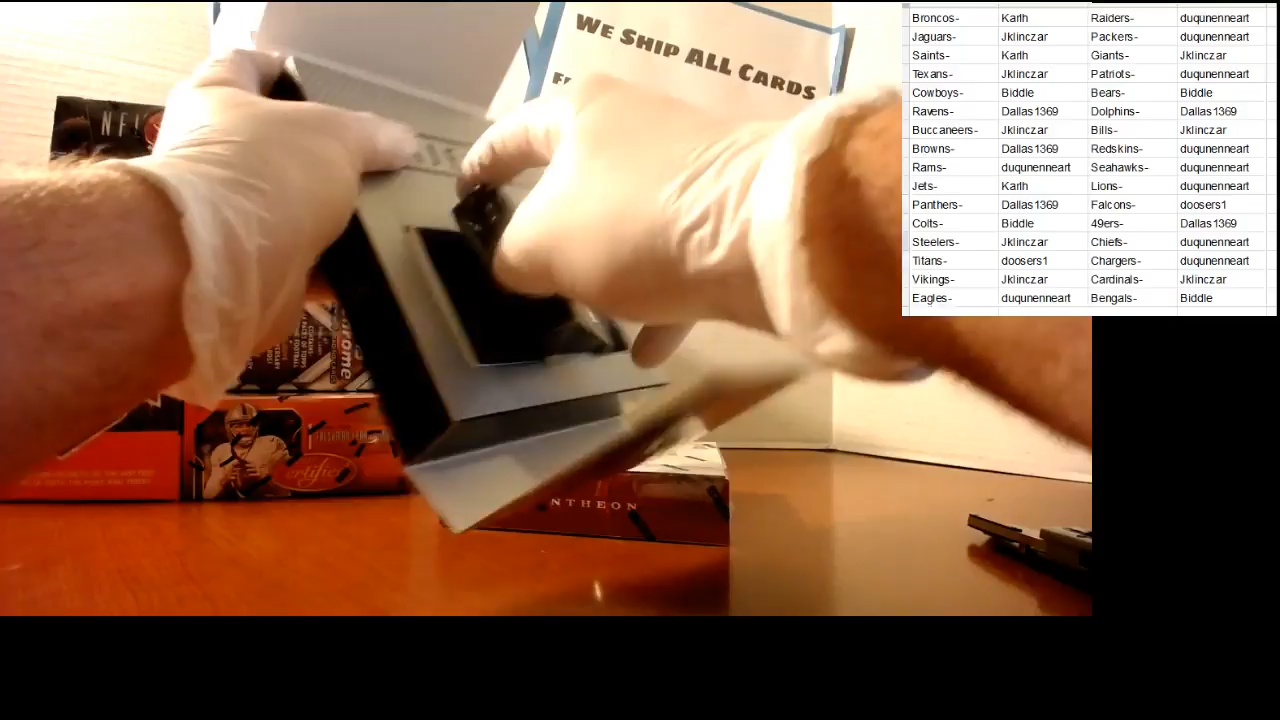 WE SHIP ALL CARDS
NFL
Broncos- Karlh Raiders- duqunenneart
Jaguars- Jklinczar Packers- duqunenneart
Saints- Karlh Giants- Jklinczar
Texans- Jklinczar Patriots- duqunenneart
Cowboys- Biddle Bears- Biddle
Ravens- Dallas1369 Dolphins- Dallas1369
Buccaneers- Jklinczar Bills- Jklinczar
Browns- Dallas1369 Redskins- duqunenneart
Rams- duqunenneart Seahawks- duqunenneart
Jets- Karlh Lions- duqunenneart
Panthers- Dallas1369 Falcons- doosers1
Colts- Biddle 49ers- Dallas1369
Steelers- Jklinczar Chiefs- duqunenneart
Titans- doosers1 Chargers- duqunenneart
Vikings- Jklinczar Cardinals- Jklinczar
Eagles- duqunenneart Bengals- Biddle
NTHEON